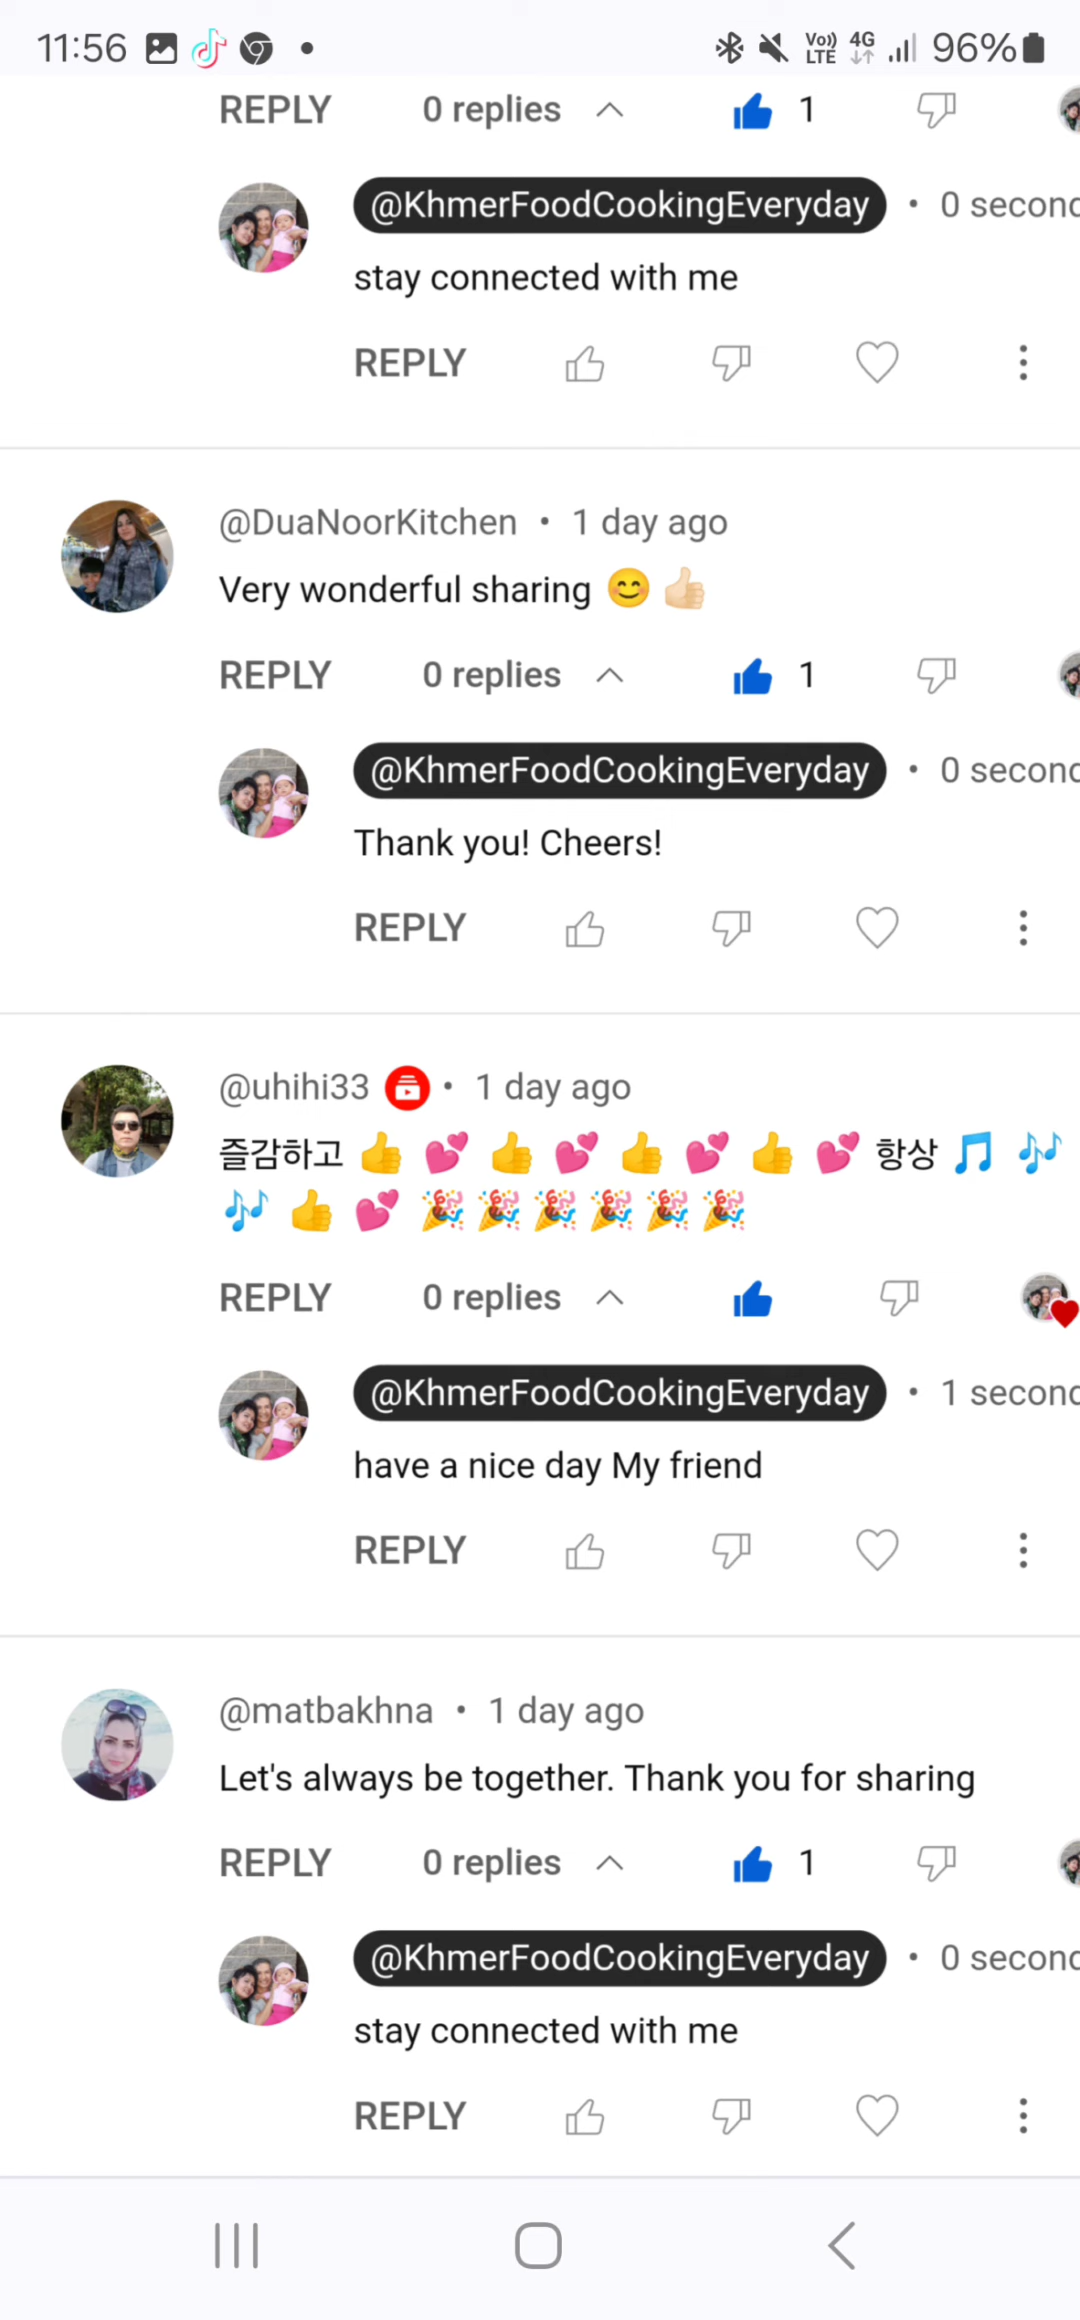 11:56 Vo)) LTE 4G 96%
REPLY 0 replies 1
@KhmerFoodCookingEveryday • 0 second
stay connected with me
REPLY
@DuaNoorKitchen • 1 day ago
Very wonderful sharing 😊 👍🏻
REPLY 0 replies 1
@KhmerFoodCookingEveryday • 0 second
Thank you! Cheers!
REPLY
@uhihi33 • 1 day ago
즐감하고 👍 💕 👍 💕 👍 💕 👍 💕 항상 🎵 🎶
🎶 👍 💕 🎉 🎉 🎉 🎉 🎉 🎉
REPLY 0 replies
@KhmerFoodCookingEveryday • 1 second
have a nice day My friend
REPLY
@matbakhna • 1 day ago
Let's always be together. Thank you for sharing
REPLY 0 replies 1
@KhmerFoodCookingEveryday • 0 second
stay connected with me
REPLY